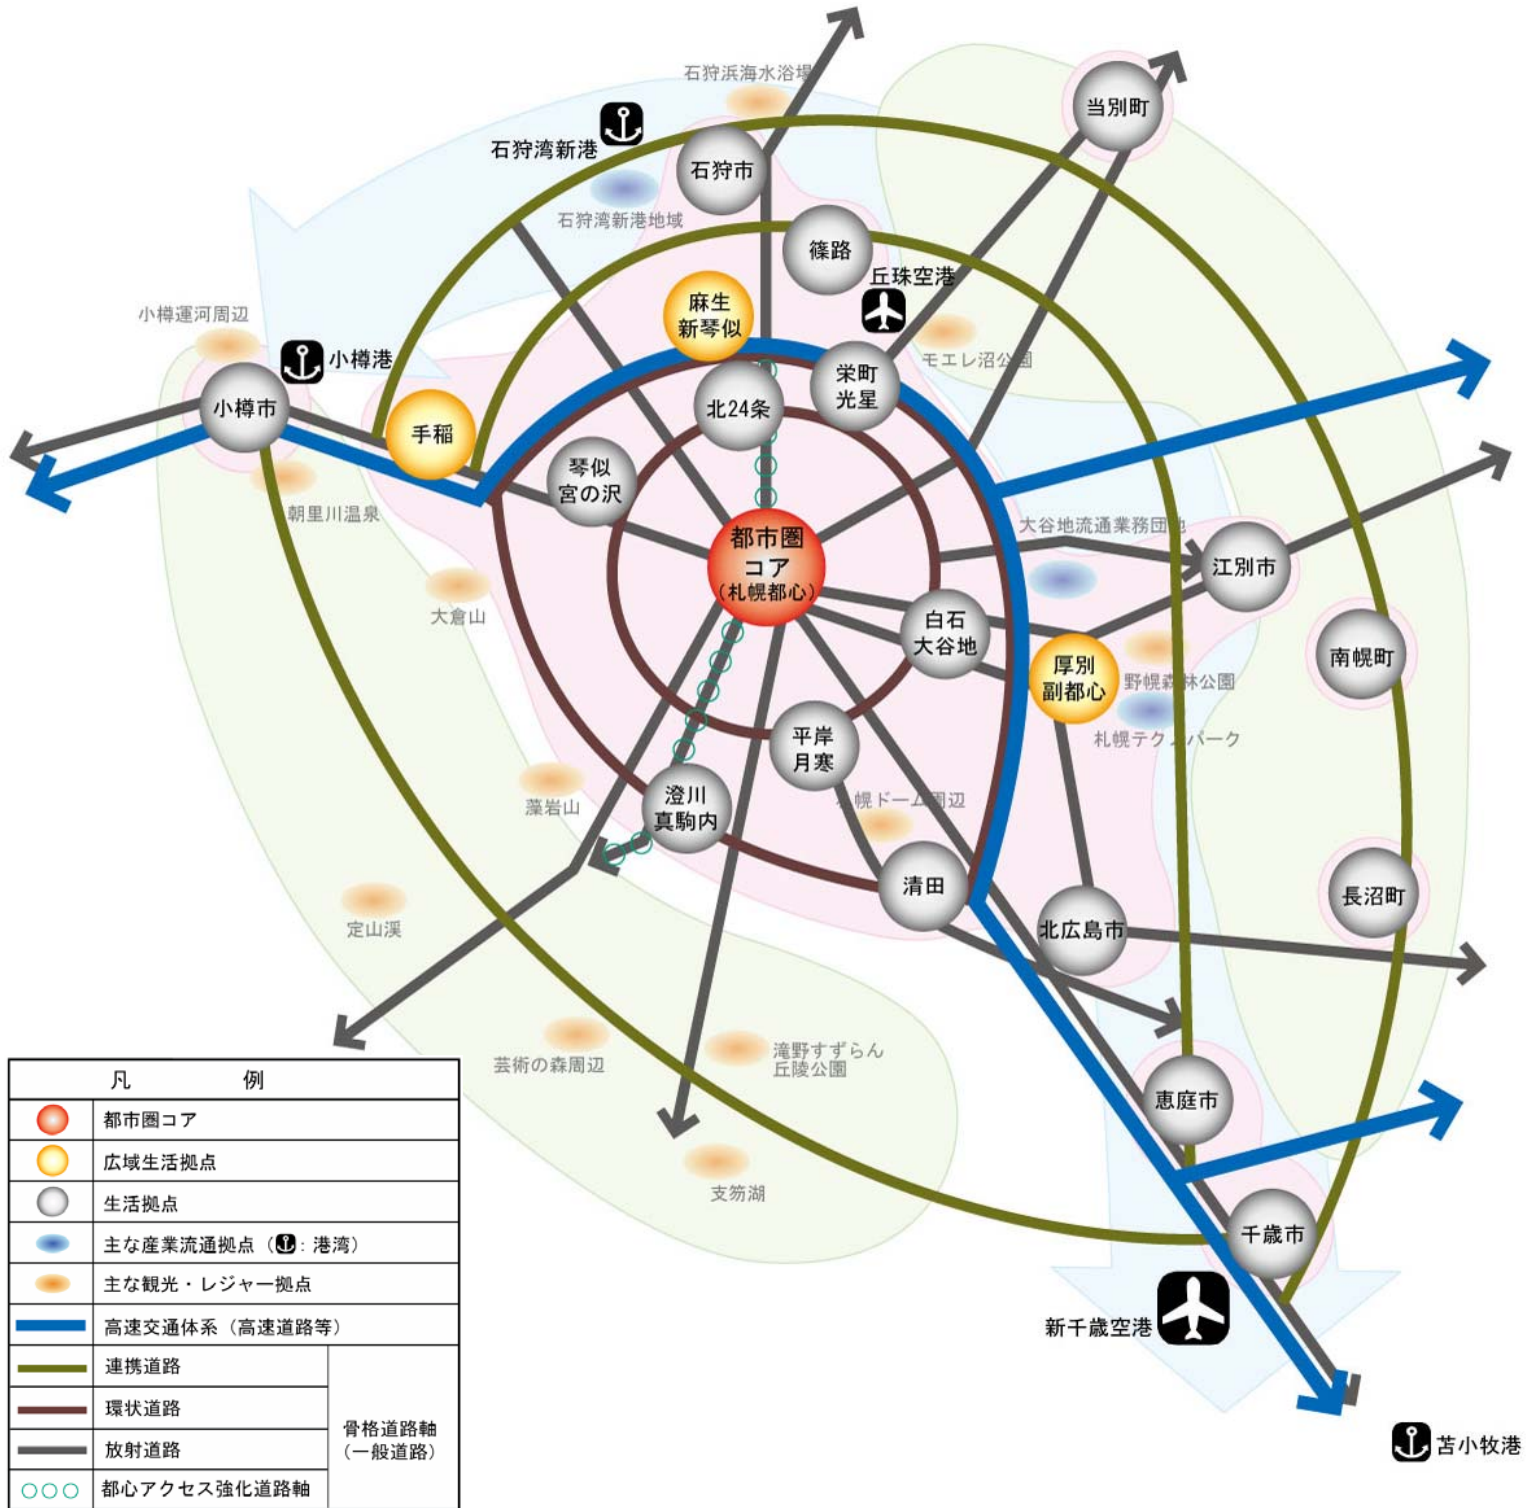 石狩浜海水浴場
当別町
石狩湾新港
石狩市
石狩湾新港地域
篠路
丘珠空港
麻生
新琴似
小樽運河周辺
小樽港
モエレ沼公園
栄町
光星
小樽市
北24条
手稲
琴似
宮の沢
朝里川温泉
大谷地流通業務団地
都市圏
コア
(札幌都心)
江別市
大倉山
白石
大谷地
南幌町
厚別
副都心
野幌森林公園
札幌テクノパーク
平岸
月寒
藻岩山
澄川
真駒内
札幌ドーム周辺
清田
長沼町
定山渓
北広島市
芸術の森周辺
滝野すずらん
丘陵公園
恵庭市
支笏湖
千歳市
新千歳空港
苫小牧港
凡例
都市圏コア
広域生活拠点
生活拠点
主な産業流通拠点(:港湾)
主な観光・レジャー拠点
高速交通体系(高速道路等)
連携道路
環状道路
放射道路
都心アクセス強化道路軸
骨格道路軸
(一般道路)